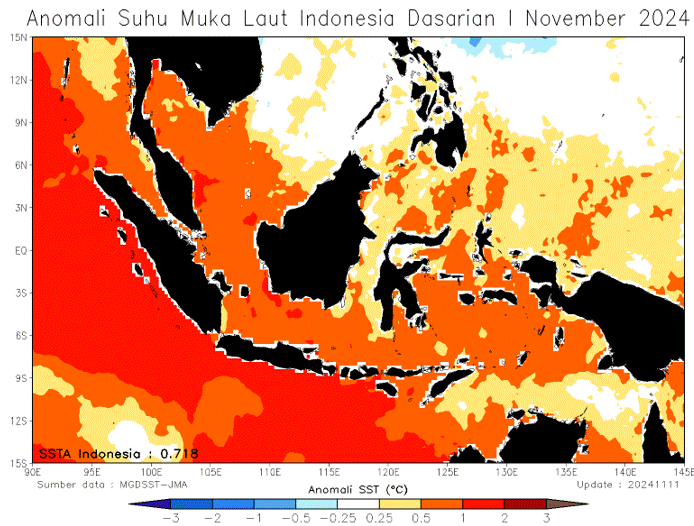 Anomali Suhu Muka Laut Indonesia Dasarian I November 2024
15N
12N
9N
6N
3N
EQ
3S
6S
9S
12S
15S
SSTA Indonesia : 0.718
90E 95E 100E 105E 110E 115E 120E 125E 130E 135E 140E 145E
Sumber data : MGDSST-JMA
Update : 20241111
Anomali SST (°C)
-3 -2 -1 -0.5 -0.25 0.25 0.5 1 2 3